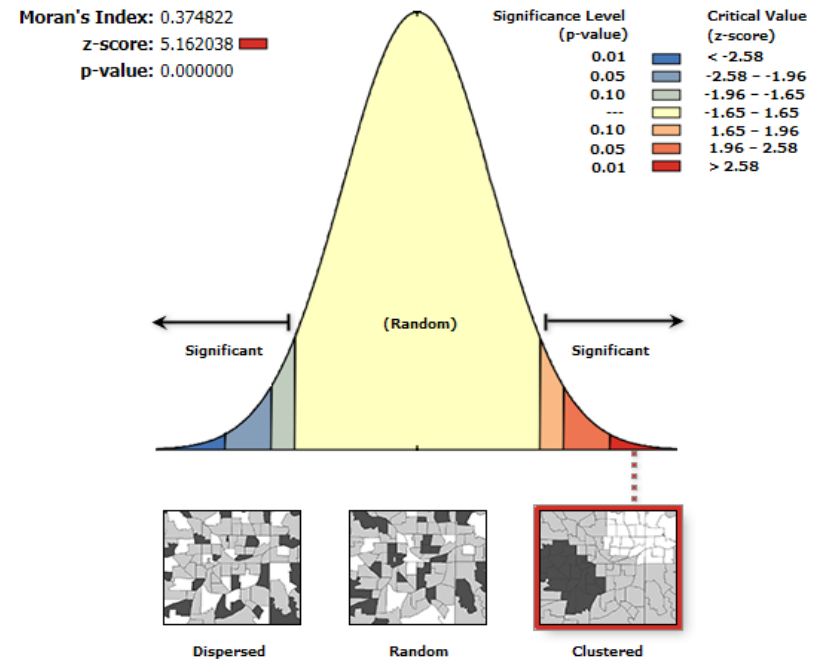 Moran's Index: 0.374822
z-score: 5.162038
p-value: 0.000000
Significance Level
(p-value)
Critical Value
(z-score)
0.01 < -2.58
0.05 -2.58 – -1.96
0.10 -1.96 – -1.65
--- -1.65 – 1.65
0.10 1.65 – 1.96
0.05 1.96 – 2.58
0.01 > 2.58
Significant
(Random)
Significant
Dispersed
Random
Clustered